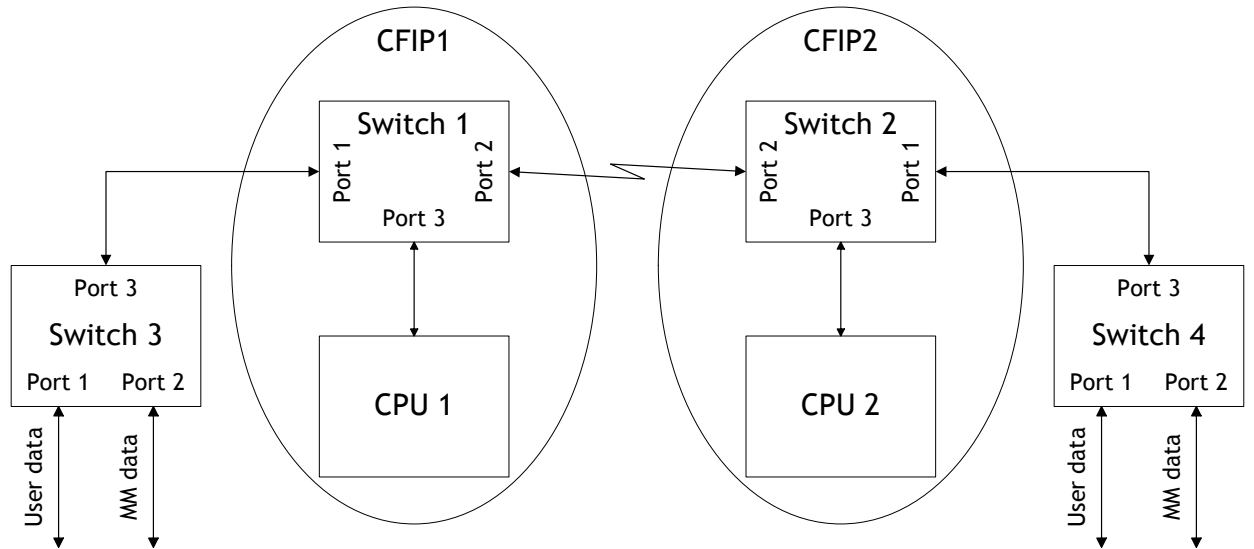 CFIP1
CFIP2
Switch 1
Port 1
Port 2
Port 3
Switch 2
Port 2
Port 1
Port 3
Port 3
Switch 3
Port 1 Port 2
CPU 1
CPU 2
Port 3
Switch 4
Port 1 Port 2
User data
MM data
User data
MM data